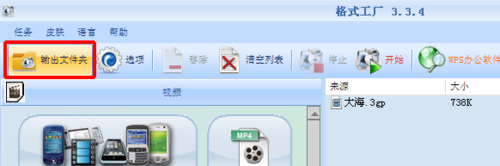 格式工厂 3.3.4
任务 皮肤 语言 帮助
输出文件夹 选项 移除 清空列表 停止 开始 WPS办公软件
视频 来源 大小
大海.3gp 738K
MP4